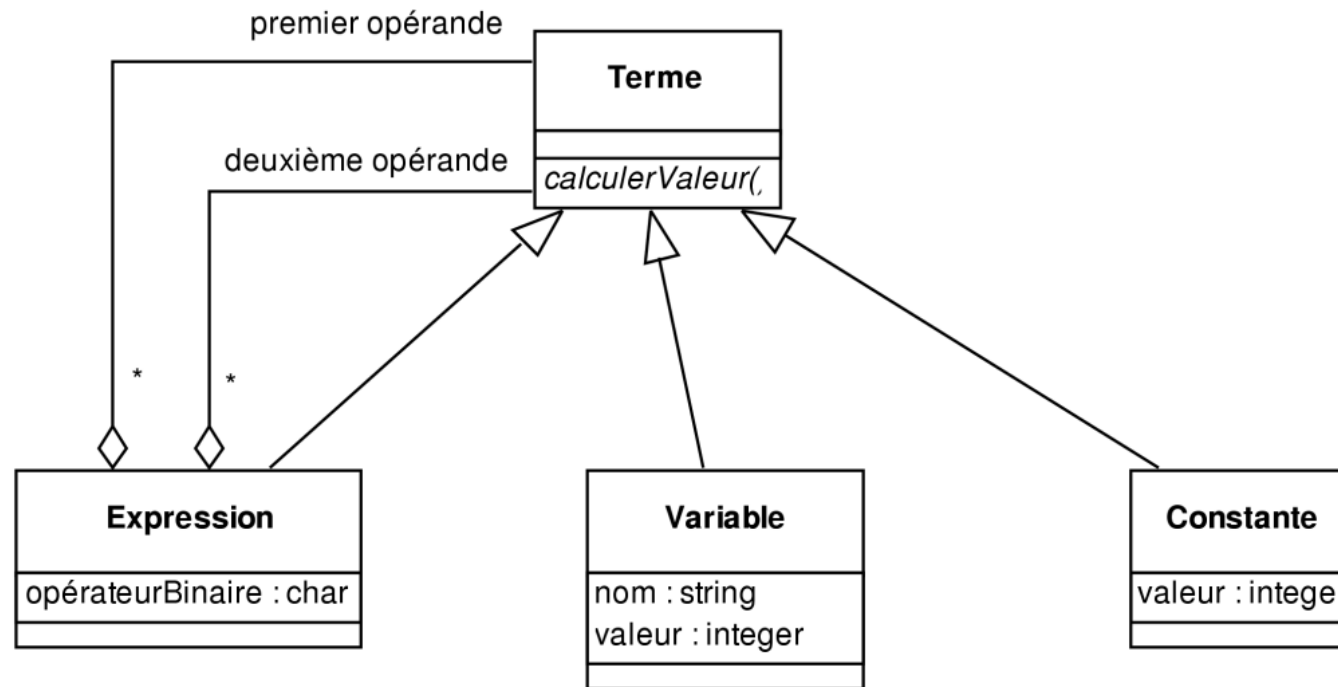 premier opérande
Terme
deuxième opérande
calculerValeur(,
*
*
Expression
opérateurBinaire : char
Variable
nom : string
valeur : integer
Constante
valeur : intege